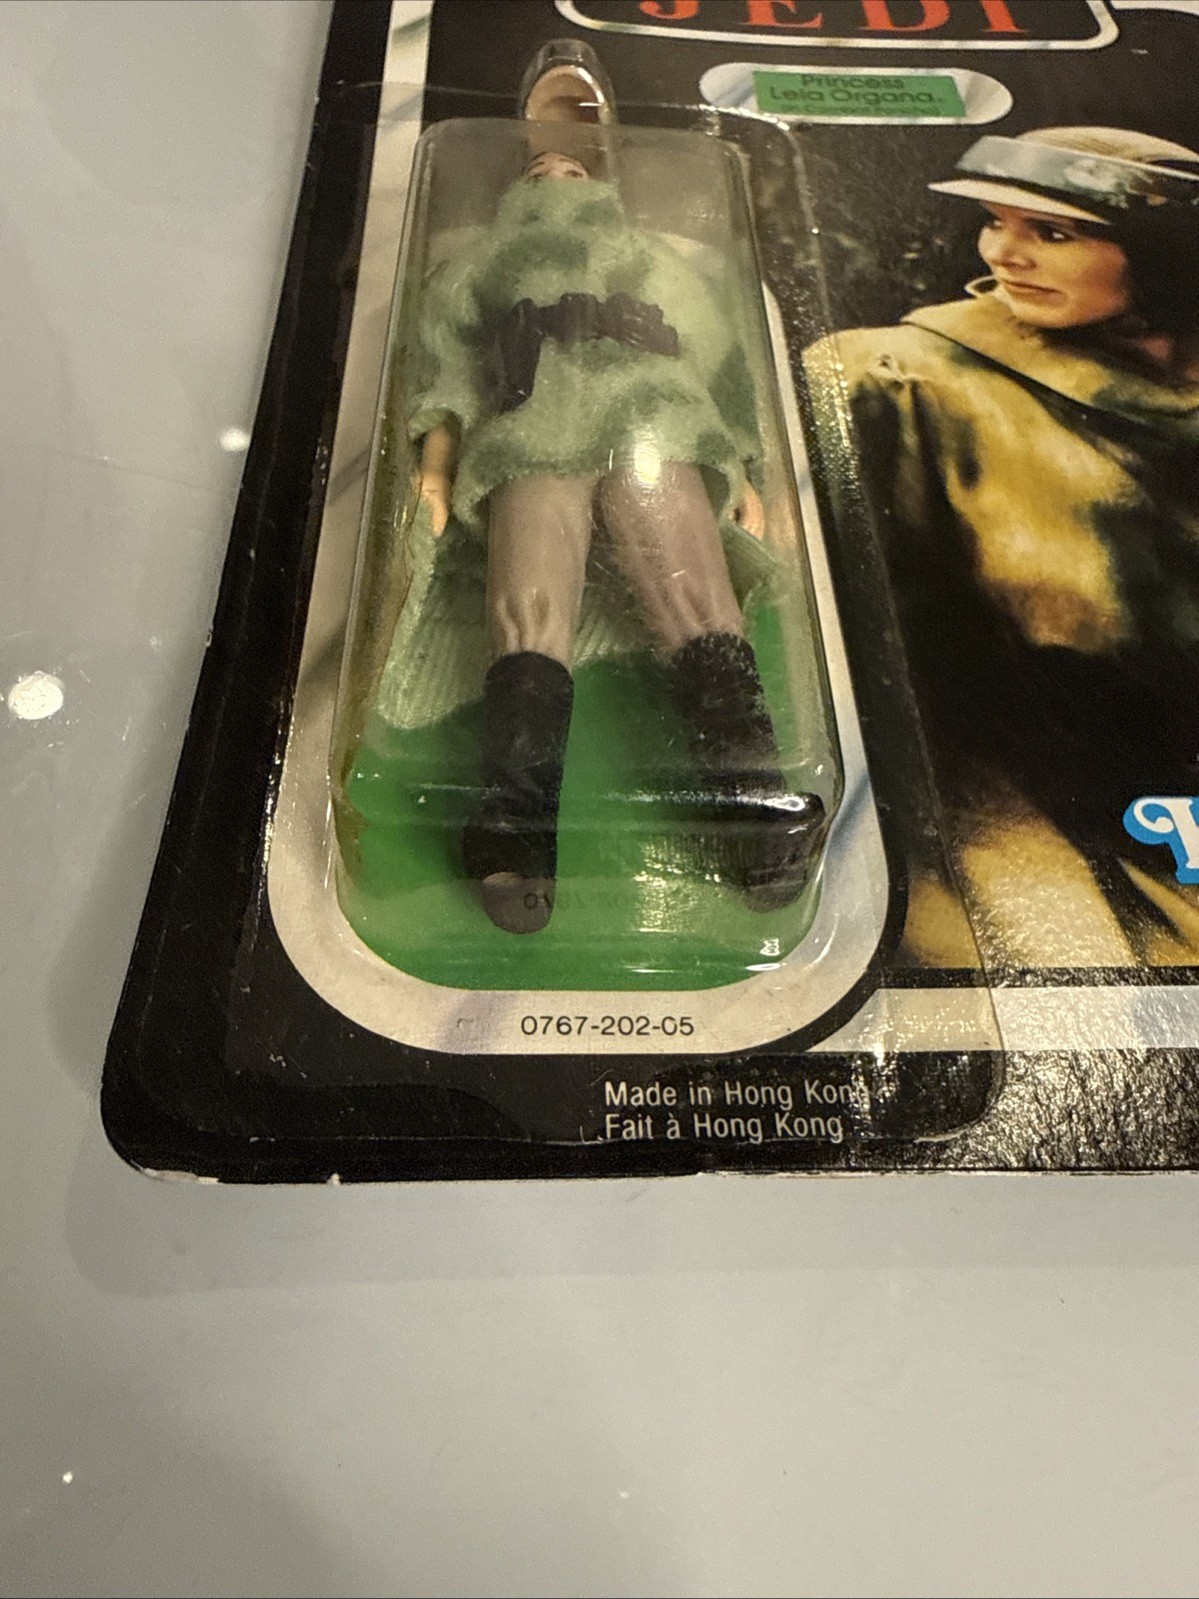 JEDI
Princess
Leia Organa
0767-202-05
Made in Hong Kong
Fait à Hong Kong